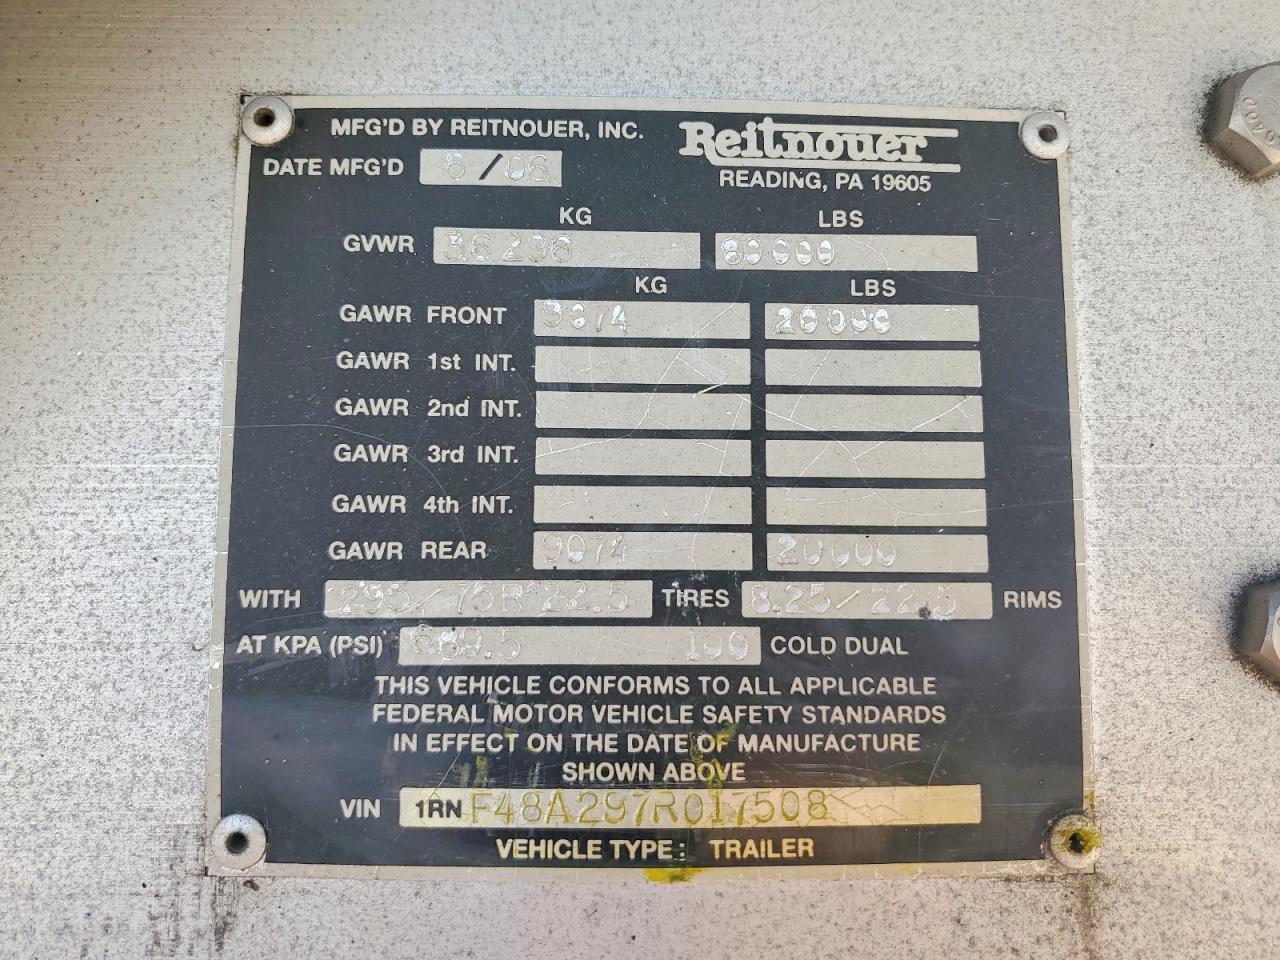 MFG'D BY REITNOUER, INC. Reitnouer
DATE MFG'D 6/06 READING, PA 19605
KG LBS
GVWR 36296 80000
KG LBS
GAWR FRONT 9074 20000
GAWR 1st INT.
GAWR 2nd INT.
GAWR 3rd INT.
GAWR 4th INT.
GAWR REAR 9074 20000
WITH 295/75R22.5 TIRES 8.25/22.5 RIMS
AT KPA (PSI) 689.5 100 COLD DUAL
THIS VEHICLE CONFORMS TO ALL APPLICABLE
FEDERAL MOTOR VEHICLE SAFETY STANDARDS
IN EFFECT ON THE DATE OF MANUFACTURE
SHOWN ABOVE
VIN 1RNF48A297R017508
VEHICLE TYPE: TRAILER